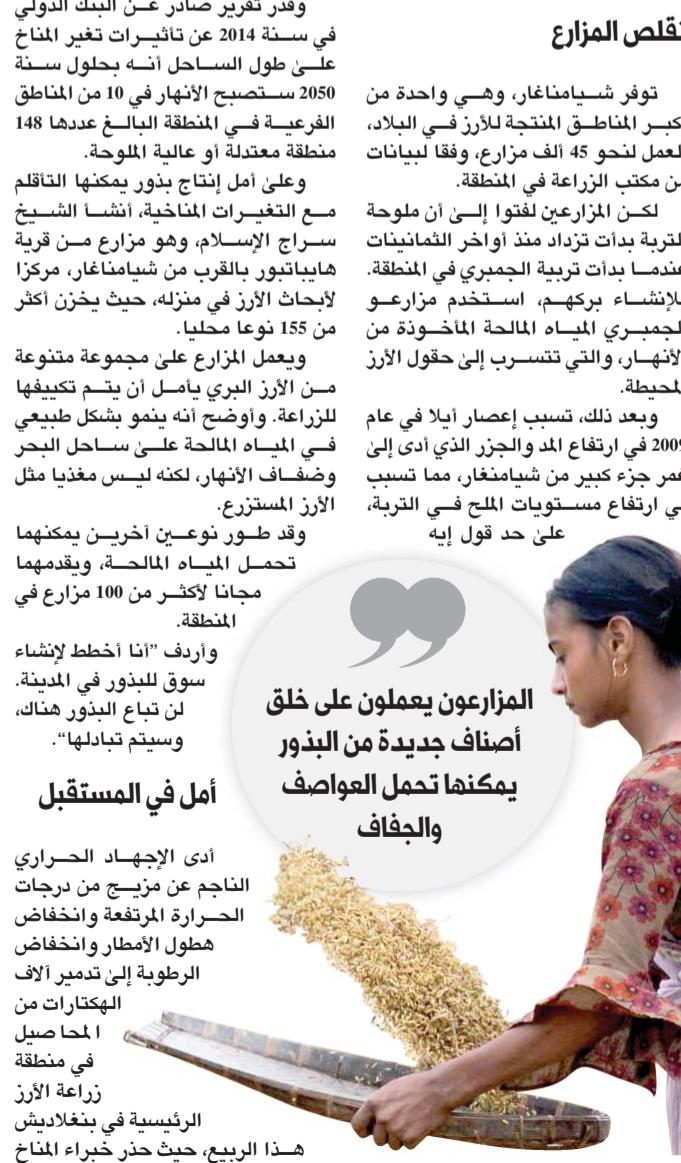 تقلص المزارع
توفر شيامناغار، وهي واحدة من
أكبر المناطق المنتجة للأرز في البلاد،
العمل لنحو 45 ألف مزارع، وفقا لبيانات
من مكتب الزراعة في المنطقة.
لكن المزارعين لفتوا إلىٰ أن ملوحة
التربة بدأت تزداد منذ أواخر الثمانينات
عندما بدأت تربية الجمبري في المنطقة.
للإنشاء بركهم، استخدم مزارعو
الجمبري المياه المالحة المأخوذة من
الأنهار، والتي تتسرب إلىٰ حقول الأرز
المحيطة.
وبعد ذلك، تسبب إعصار أيلا في عام
2009 في ارتفاع المد والجزر الذي أدى إلىٰ
غمر جزء كبير من شيامنغار، مما تسبب
في ارتفاع مستويات الملح في التربة،
علىٰ حد قول إيه
وقدر تقرير صادر عن البنك الدولي
في سنة 2014 عن تأثيرات تغير المناخ
علىٰ طول الساحل أنه بحلول سنة
2050 ستصبح الأنهار في 10 من المناطق
الفرعية في المنطقة البالغ عددها 148
منطقة معتدلة أو عالية الملوحة.
وعلىٰ أمل إنتاج بذور يمكنها التأقلم
مع التغيرات المناخية، أنشأ الشيخ
سراج الإسلام، وهو مزارع من قرية
هايباتبور بالقرب من شيامناغار، مركزا
لأبحاث الأرز في منزله، حيث يخزن أكثر
من 155 نوعا محليا.
ويعمل المزارع علىٰ مجموعة متنوعة
من الأرز البري يأمل أن يتم تكييفها
للزراعة. وأوضح أنه ينمو بشكل طبيعي
في المياه المالحة علىٰ ساحل البحر
وضفاف الأنهار، لكنه ليس مغذيا مثل
الأرز المستزرع.
وقد طور نوعين آخرين يمكنهما
تحمل المياه المالحة، ويقدمهما
مجانا لأكثر من 100 مزارع في
المنطقة.
وأردف ”أنا أخطط لإنشاء
سوق للبذور في المدينة.
لن تباع البذور هناك،
وسيتم تبادلها“.
المزارعون يعملون على خلق
أصناف جديدة من البذور
يمكنها تحمل العواصف
والجفاف
أمل في المستقبل
أدى الإجهاد الحراري
الناجم عن مزيج من درجات
الحرارة المرتفعة وانخفاض
هطول الأمطار وانخفاض
الرطوبة إلىٰ تدمير آلاف
الهكتارات من
المحاصيل
في منطقة
زراعة الأرز
الرئيسية في بنغلاديش
هذا الربيع، حيث حذر خبراء المناخ